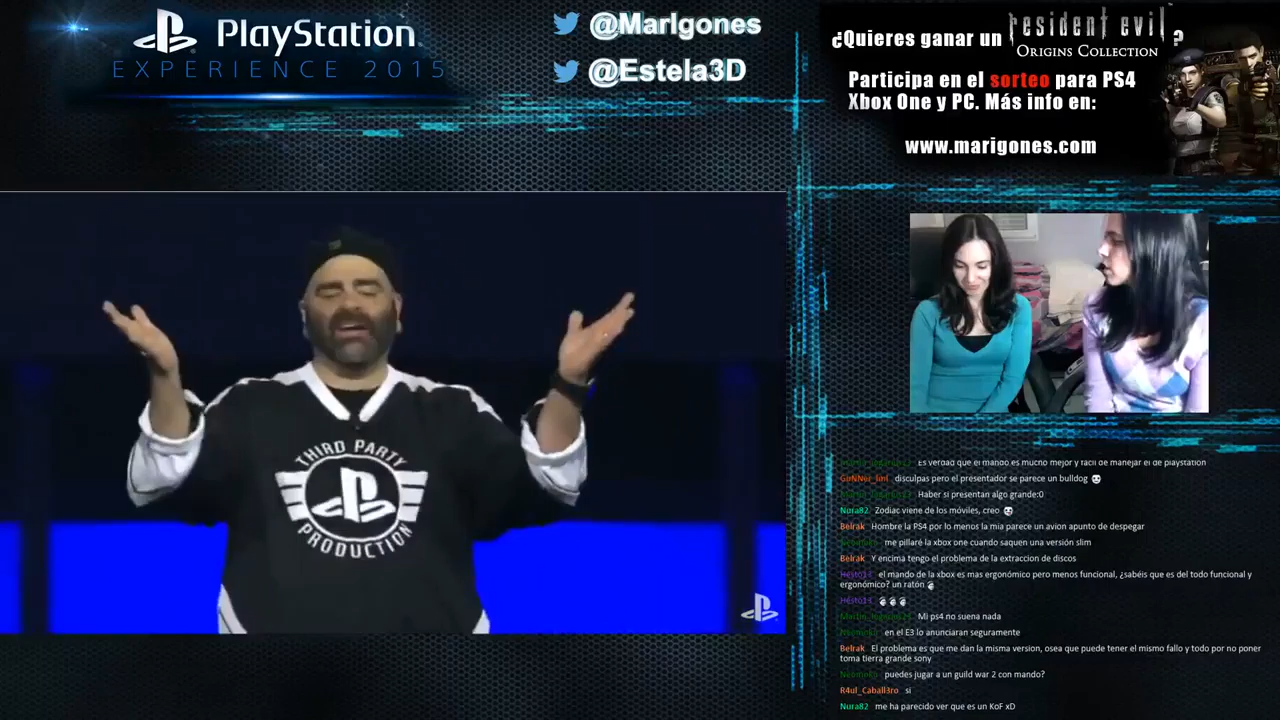 PlayStation
EXPERIENCE 2015
@MarIgones
@Estela3D
¿Quieres ganar un resident evil ?
ORIGINS COLLECTION
Participa en el sorteo para PS4
Xbox One y PC. Más info en:
www.marigones.com
THIRD PARTY
PRODUCTION
Es verdad que el mando es mucho mejor y facil de manejar el de playstation
disculpas pero el presentador se parece un bulldog
Haber si presentan algo grande:0
Nura82 Zodiac viene de los móviles, creo
Belrak Hombre la PS4 por lo menos la mia parece un avion apunto de despegar
me pillaré la xbox one cuando saquen una versión slim
Belrak Y encima tengo el problema de la extraccion de discos
Hesto13 el mando de la xbox es mas ergonómico pero menos funcional, ¿sabéis que es del todo funcional y
ergonómico? un ratón
Hesto13
Mi ps4 no suena nada
en el E3 lo anunciaran seguramente
Belrak El problema es que me dan la misma version, osea que puede tener el mismo fallo y todo por no poner
toma tierra grande sony
puedes jugar a un guild war 2 con mando?
R4ul_Caball3ro si
Nura82 me ha parecido ver que es un KoF xD